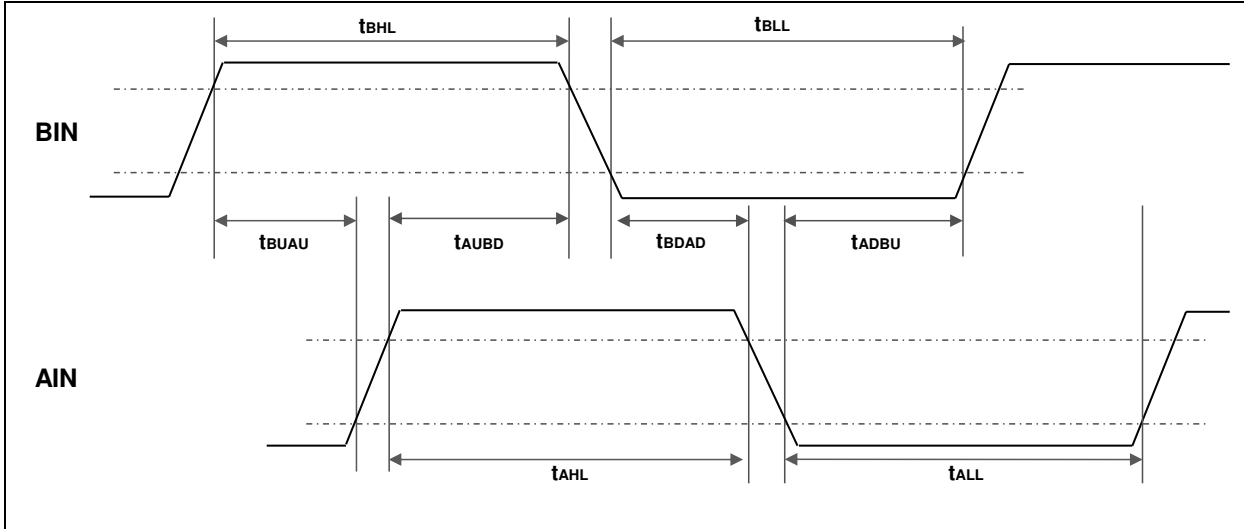 tBHL
tBLL
BIN
tBUAU
tAUBD
tBDAD
tADBU
AIN
tAHL
tALL